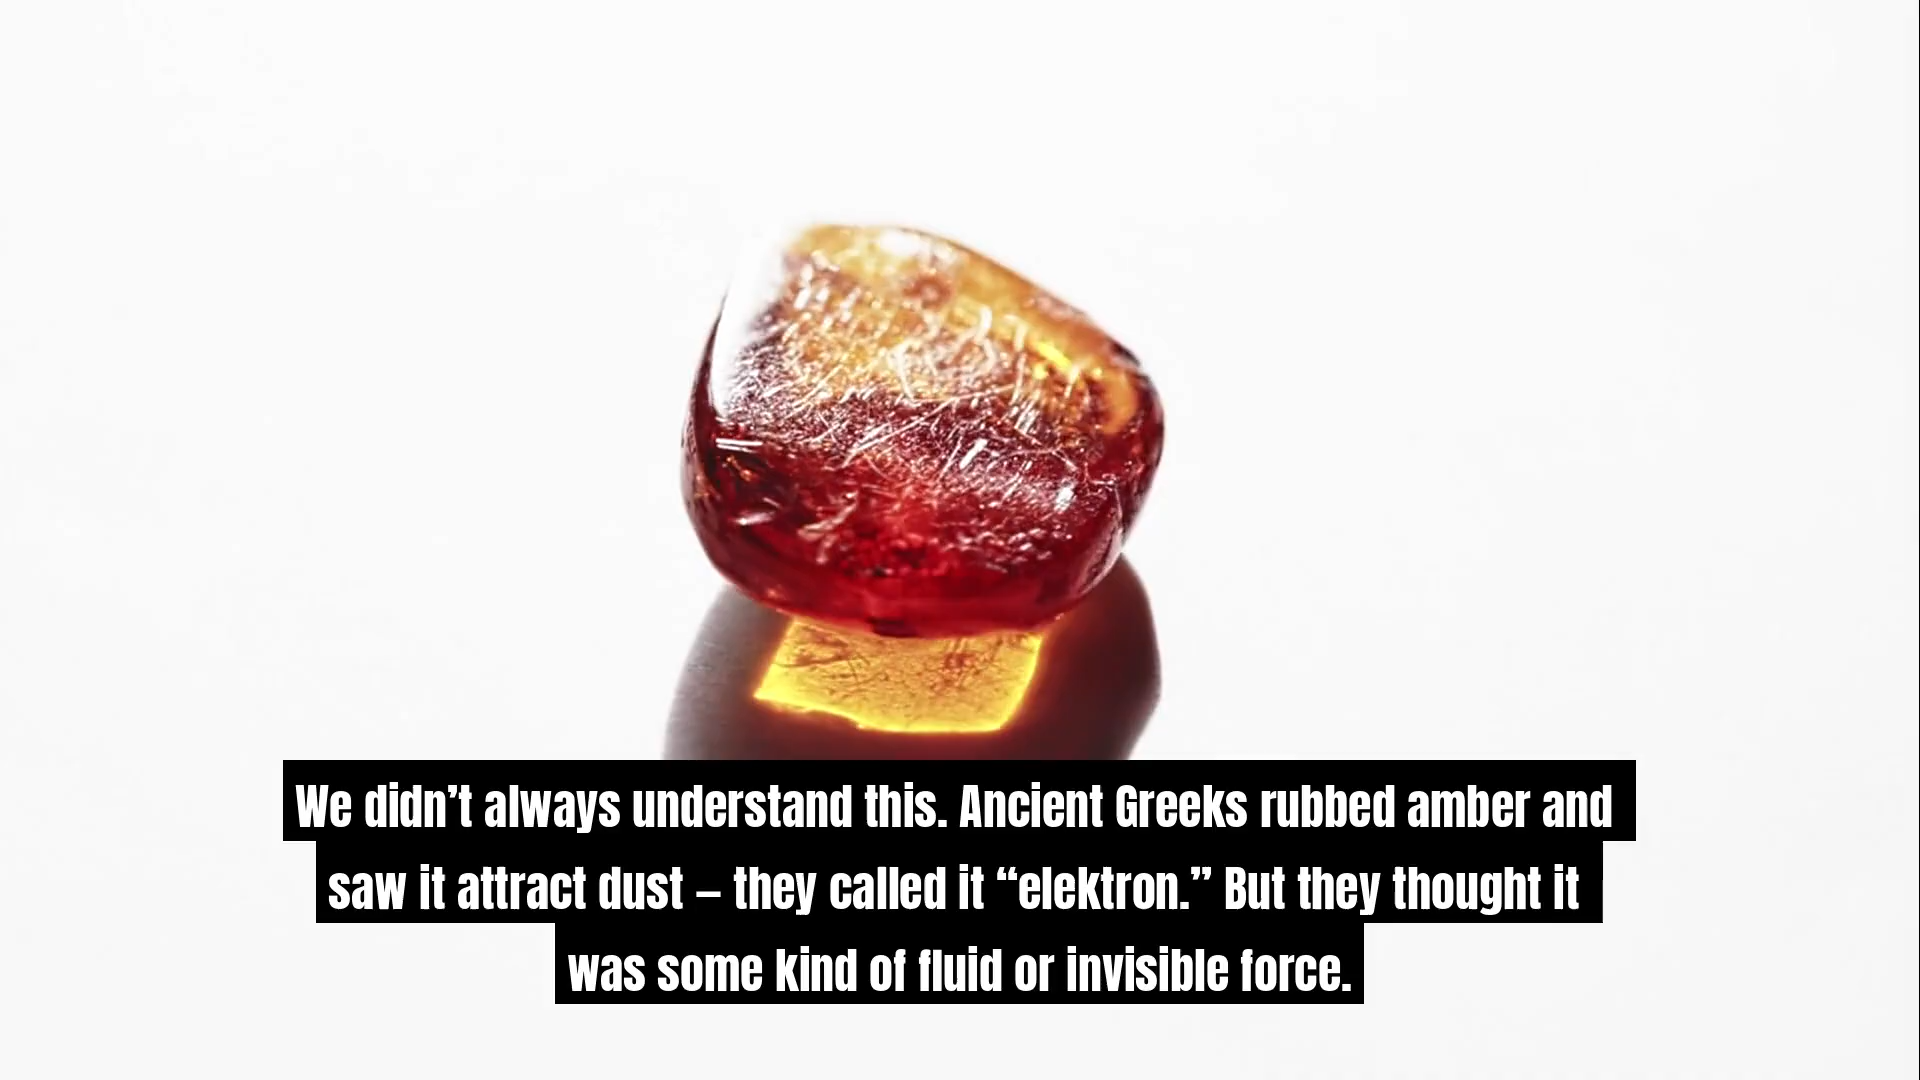 We didn’t always understand this. Ancient Greeks rubbed amber and
saw it attract dust – they called it “elektron.” But they thought it
was some kind of fluid or invisible force.